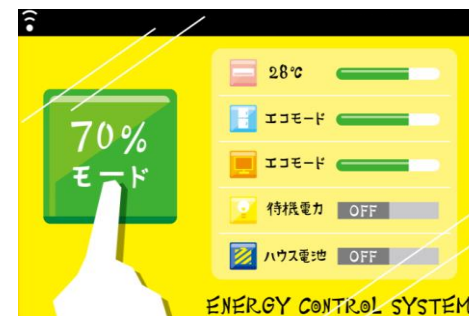 70%
モード
28℃
エコモード
エコモード
待機電力 OFF
ハウス電池 OFF
ENERGY CONTROL SYSTEM